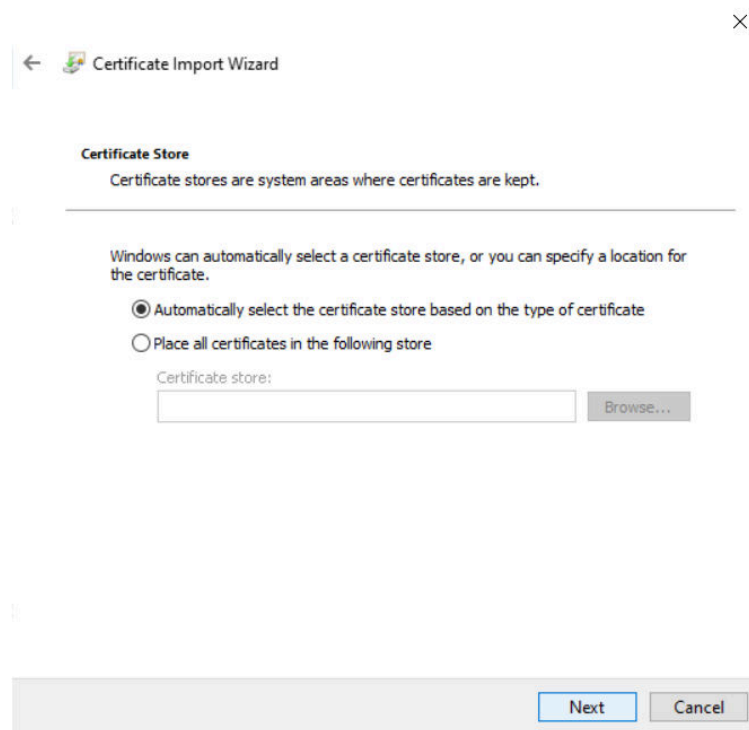 Certificate Import Wizard
Certificate Store
Certificate stores are system areas where certificates are kept.
Windows can automatically select a certificate store, or you can specify a location for
the certificate.
Automatically select the certificate store based on the type of certificate
Place all certificates in the following store
Certificate store:
Browse...
Next
Cancel